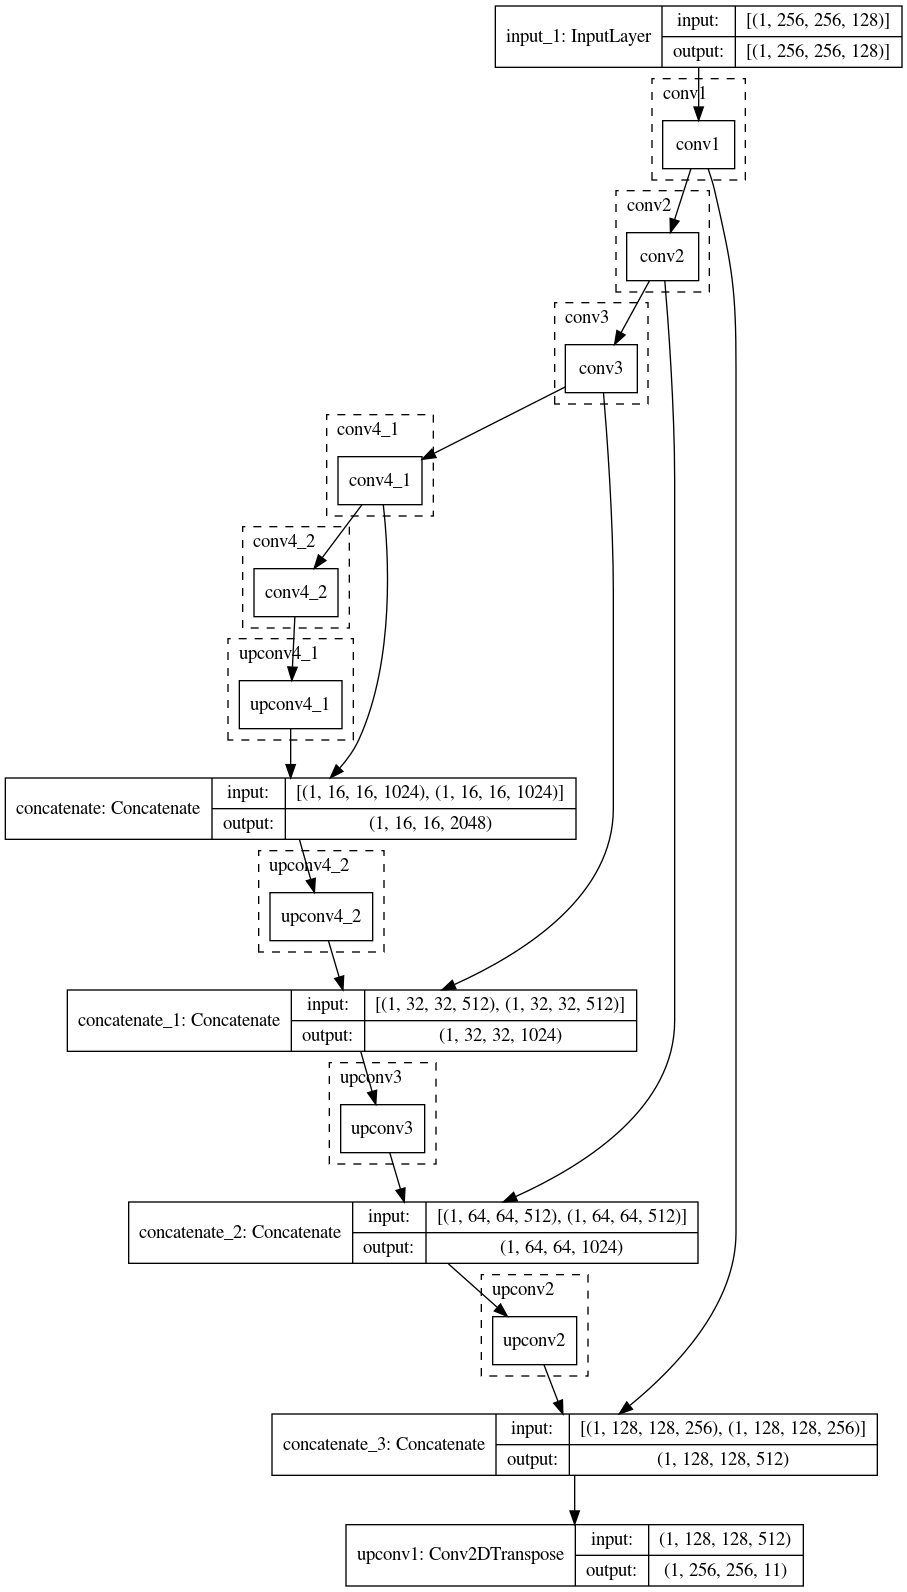 input_1: InputLayer
input:
[(1, 256, 256, 128)]
output:
[(1, 256, 256, 128)]
conv1
conv1
conv2
conv2
conv3
conv3
conv4_1
conv4_1
conv4_2
conv4_2
upconv4_1
upconv4_1
concatenate: Concatenate
input:
[(1, 16, 16, 1024), (1, 16, 16, 1024)]
output:
(1, 16, 16, 2048)
upconv4_2
upconv4_2
concatenate_1: Concatenate
input:
[(1, 32, 32, 512), (1, 32, 32, 512)]
output:
(1, 32, 32, 1024)
upconv3
upconv3
concatenate_2: Concatenate
input:
[(1, 64, 64, 512), (1, 64, 64, 512)]
output:
(1, 64, 64, 1024)
upconv2
upconv2
concatenate_3: Concatenate
input:
[(1, 128, 128, 256), (1, 128, 128, 256)]
output:
(1, 128, 128, 512)
upconv1: Conv2DTranspose
input:
(1, 128, 128, 512)
output:
(1, 256, 256, 11)